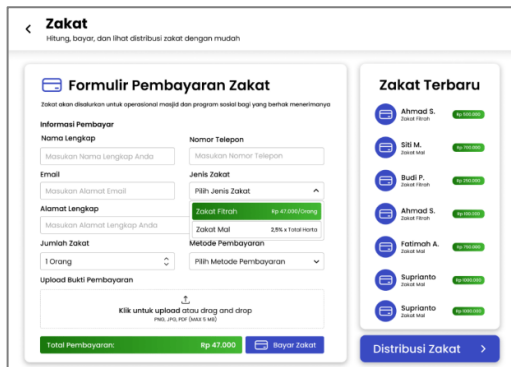 Zakat
Hitung, bayar, dan lihat distribusi zakat dengan mudah
Formulir Pembayaran Zakat
Zakat akan disalurkan untuk operasional masjid dan program sosial bagi yang berhak menerimanya
Informasi Pembayar
Nama Lengkap
Masukan Nama Lengkap Anda
Nomor Telepon
Masukan Nomor Telepon
Email
Masukan Alamat Email
Jenis Zakat
Pilih Jenis Zakat
Zakat Fitrah Rp 47.000/Orang
Zakat Mal 2,5% x Total Harta
Alamat Lengkap
Masukan Alamat Lengkap Anda
Jumlah Zakat
1 Orang
Metode Pembayaran
Pilih Metode Pembayaran
Upload Bukti Pembayaran
Klik untuk upload atau drag and drop
PNG, JPG, PDF (MAX 5 MB)
Total Pembayaran: Rp 47.000
Bayar Zakat
Zakat Terbaru
Ahmad S.
Zakat Fitrah
Siti M.
Zakat Mal
Budi P.
Zakat Fitrah
Ahmad S.
Zakat Fitrah
Fatimah A.
Zakat Mal
Suprianto
Zakat Mal
Suprianto
Zakat Mal
Distribusi Zakat